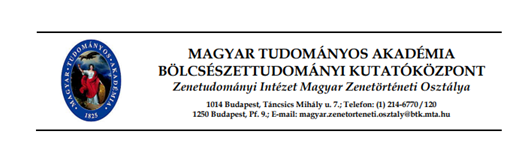 MAGYAR TUDOMÁNYOS AKADÉMIA
BÖLCSÉSZETTUDOMÁNYI KUTATÓKÖZPONT
Zenetudományi Intézet Magyar Zenetörténeti Osztálya
1014 Budapest, Táncsics Mihály u. 7.; Telefon: (1) 214-6770 / 120
1250 Budapest, Pf. 9.; E-mail: magyar.zenetorteneti.osztaly@btk.mta.hu
MAGYAR · TUDOMÁNYOS · AKADÉMIA
1825